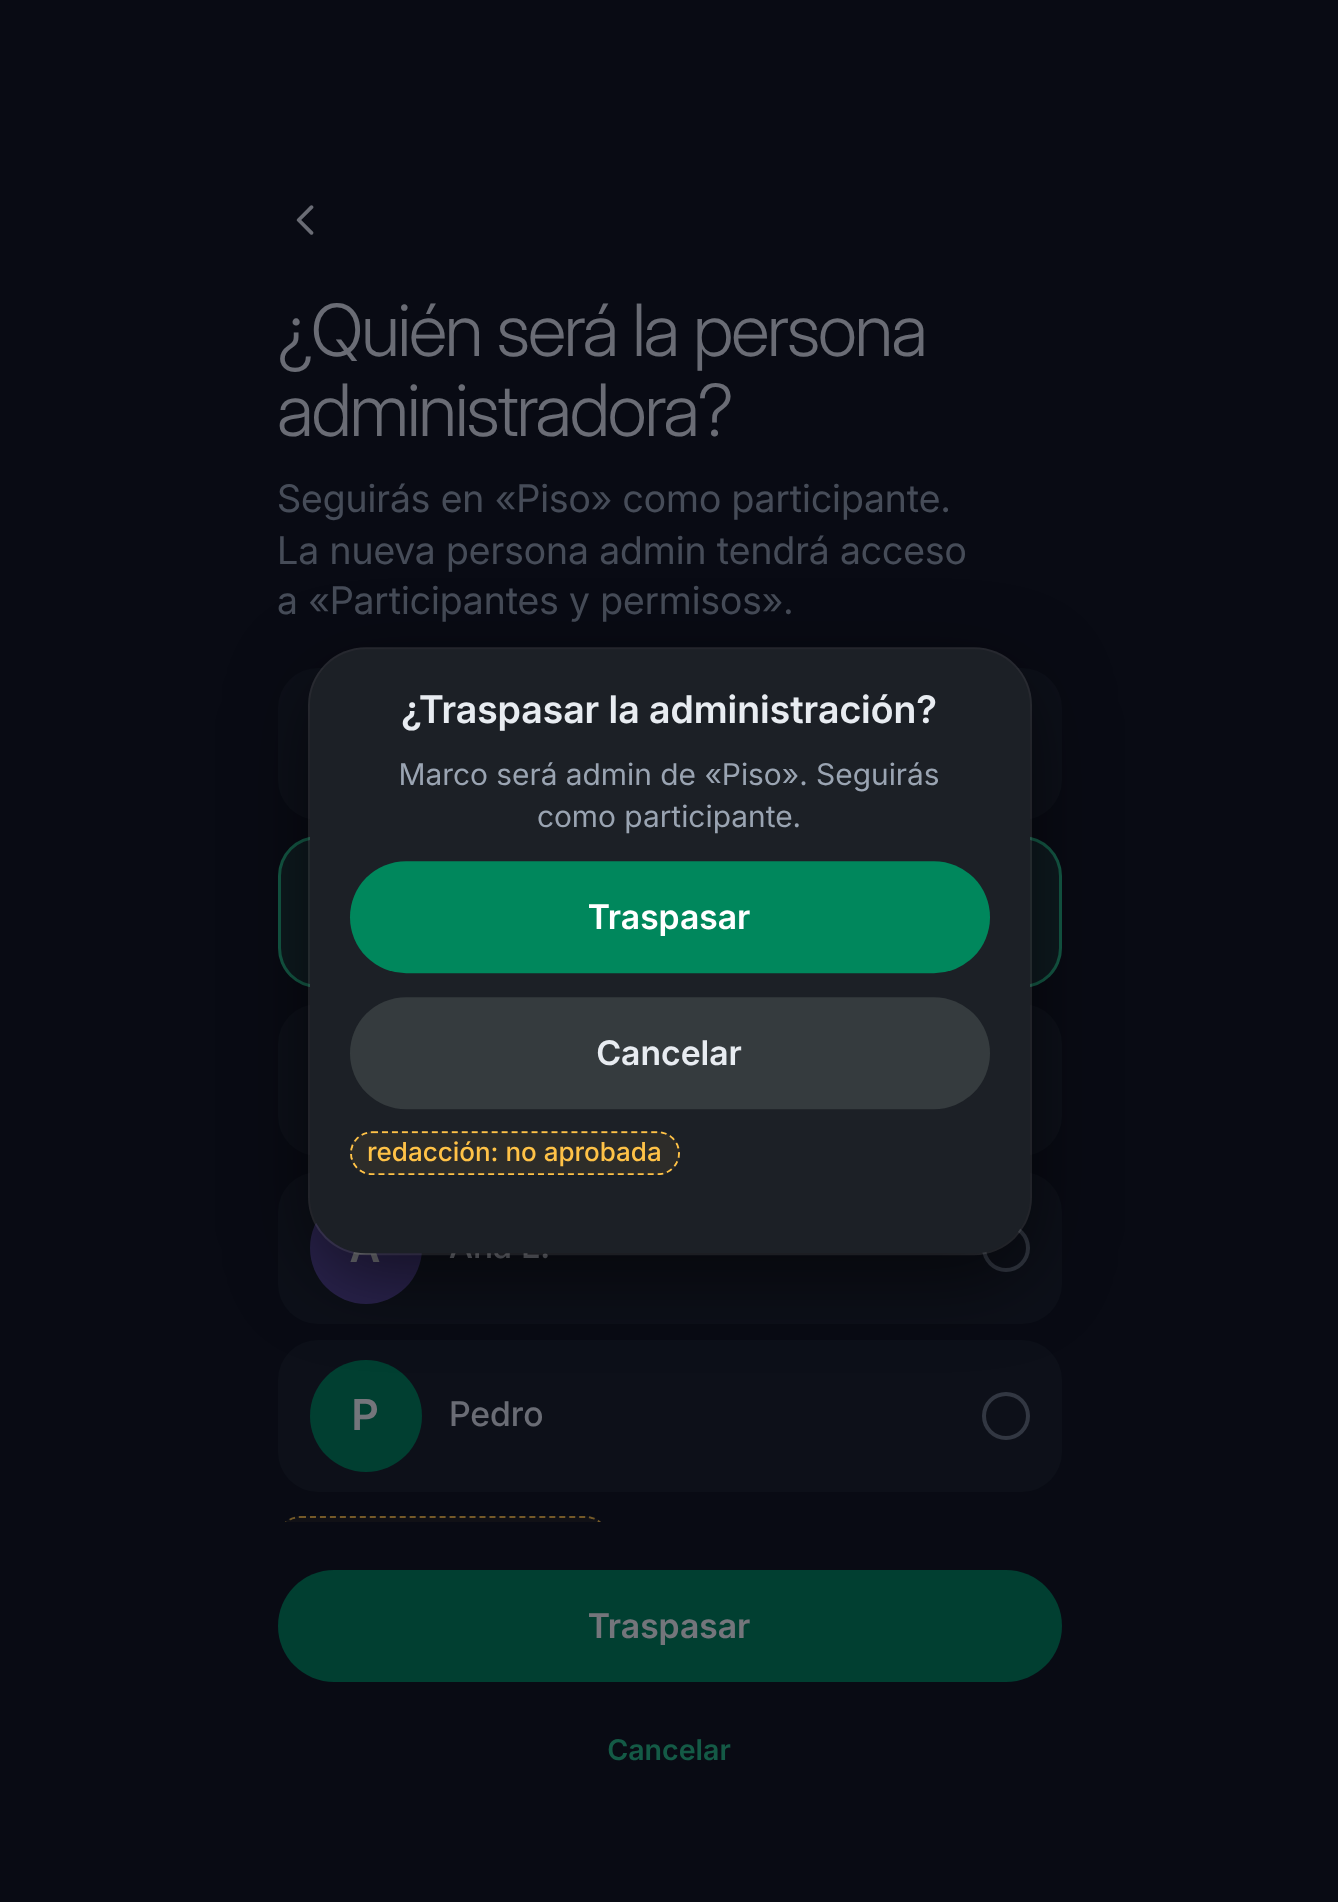 ¿Quién será la persona
administradora?
Seguirás en «Piso» como participante.
La nueva persona admin tendrá acceso
a «Participantes y permisos».
¿Traspasar la administración?
Marco será admin de «Piso». Seguirás
como participante.
Traspasar
Cancelar
redacción: no aprobada
P
Pedro
Traspasar
Cancelar